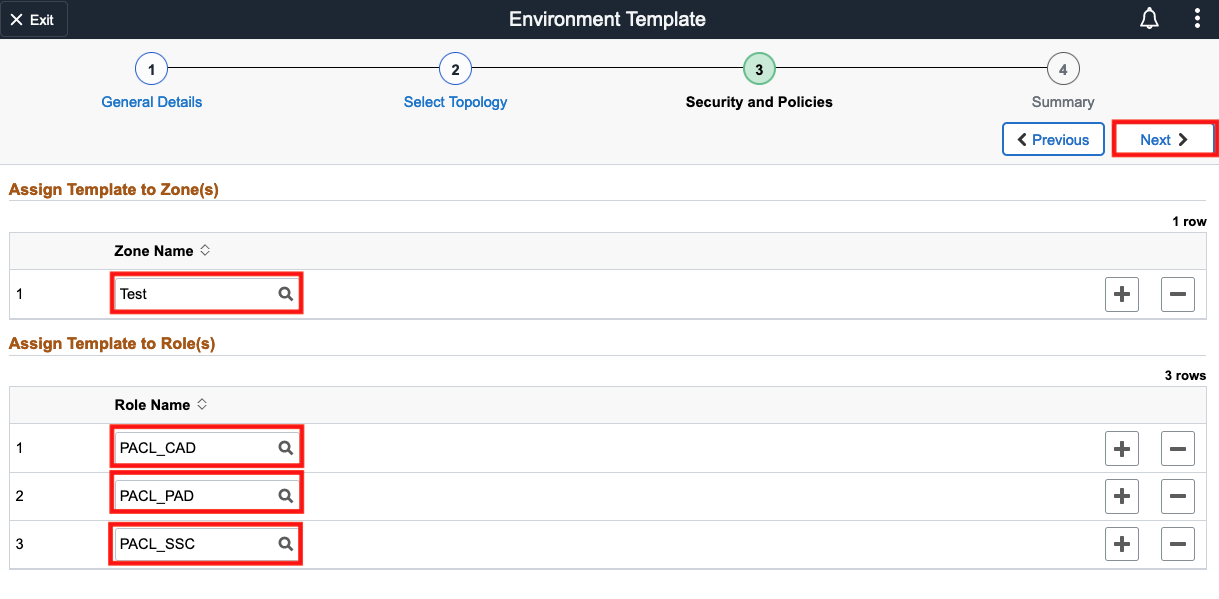 Exit
Environment Template
1
2
3
4
General Details
Select Topology
Security and Policies
Summary
Previous
Next
Assign Template to Zone(s)
1 row
Zone Name
1
Test
Assign Template to Role(s)
3 rows
Role Name
1
PACL_CAD
2
PACL_PAD
3
PACL_SSC